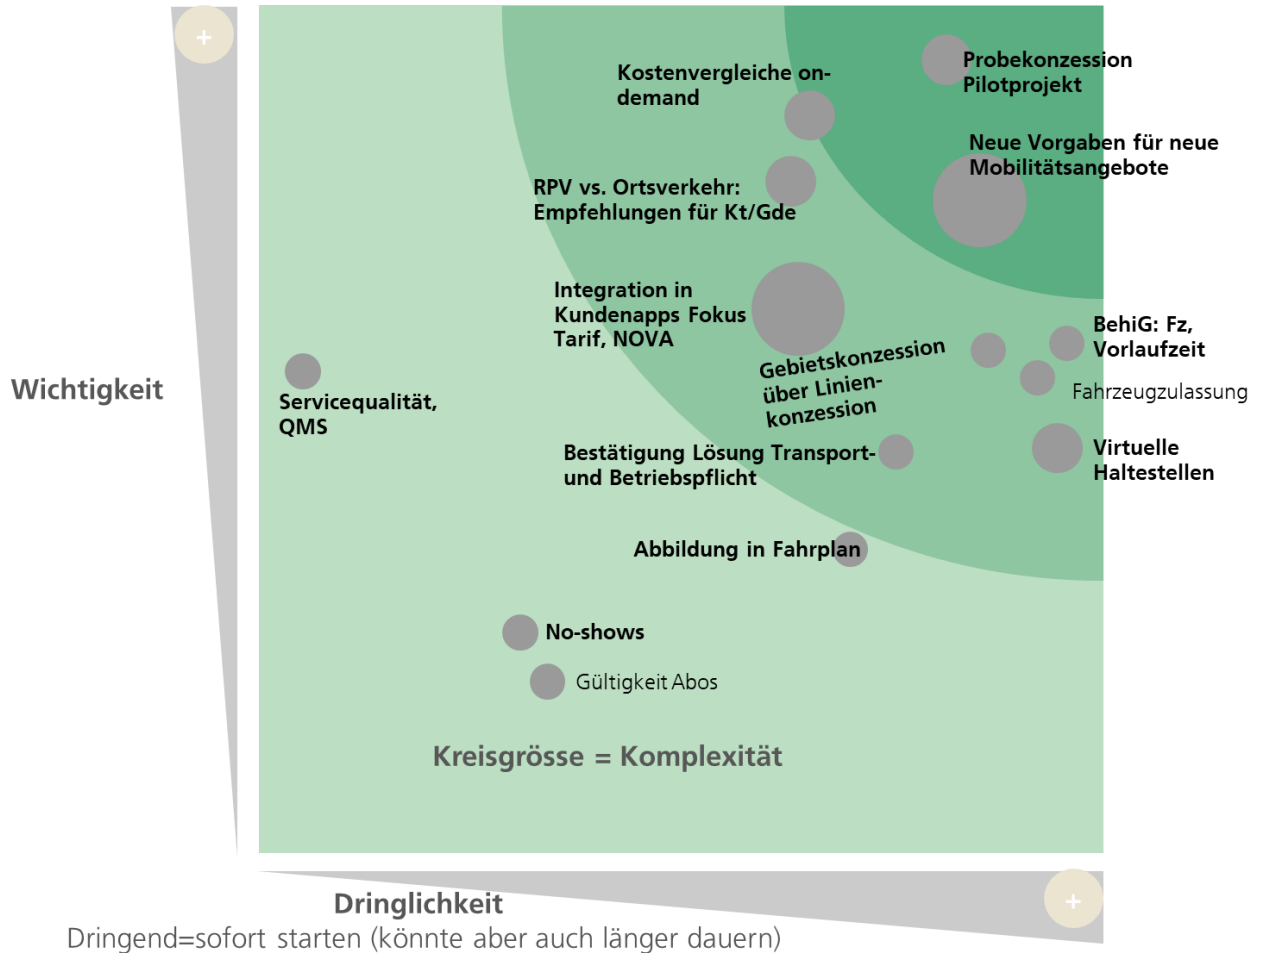 +
Probekonzession
Pilotprojekt
Kostenvergleiche on-
demand
Neue Vorgaben für neue
Mobilitätsangebote
RPV vs. Ortsverkehr:
Empfehlungen für Kt/Gde
Integration in
Kundenapps Fokus
Tarif, NOVA
BehiG: Fz,
Vorlaufzeit
Gebietskonzession
über Linien-
konzession
Fahrzeugzulassung
Wichtigkeit
Servicequalität,
QMS
Bestätigung Lösung Transport-
und Betriebspflicht
Virtuelle
Haltestellen
Abbildung in Fahrplan
No-shows
Gültigkeit Abos
Kreisgrösse = Komplexität
+
Dringlichkeit
Dringend=sofort starten (könnte aber auch länger dauern)